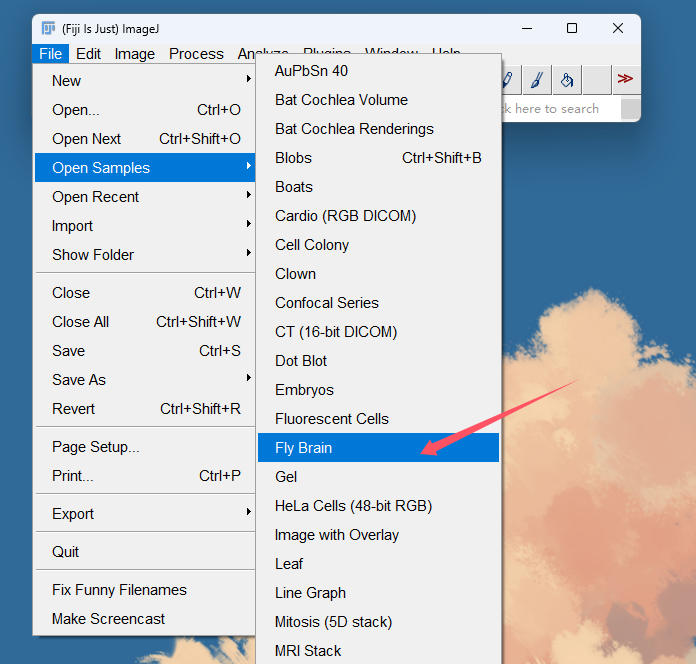 (Fiji Is Just) ImageJ
File Edit Image Process Analyze Plugins Window Help
k here to search
New
Open... Ctrl+O
Open Next Ctrl+Shift+O
Open Samples
Open Recent
Import
Show Folder
Close Ctrl+W
Close All Ctrl+Shift+W
Save Ctrl+S
Save As
Revert Ctrl+Shift+R
Page Setup...
Print... Ctrl+P
Export
Quit
Fix Funny Filenames
Make Screencast
AuPbSn 40
Bat Cochlea Volume
Bat Cochlea Renderings
Blobs Ctrl+Shift+B
Boats
Cardio (RGB DICOM)
Cell Colony
Clown
Confocal Series
CT (16-bit DICOM)
Dot Blot
Embryos
Fluorescent Cells
Fly Brain
Gel
HeLa Cells (48-bit RGB)
Image with Overlay
Leaf
Line Graph
Mitosis (5D stack)
MRI Stack